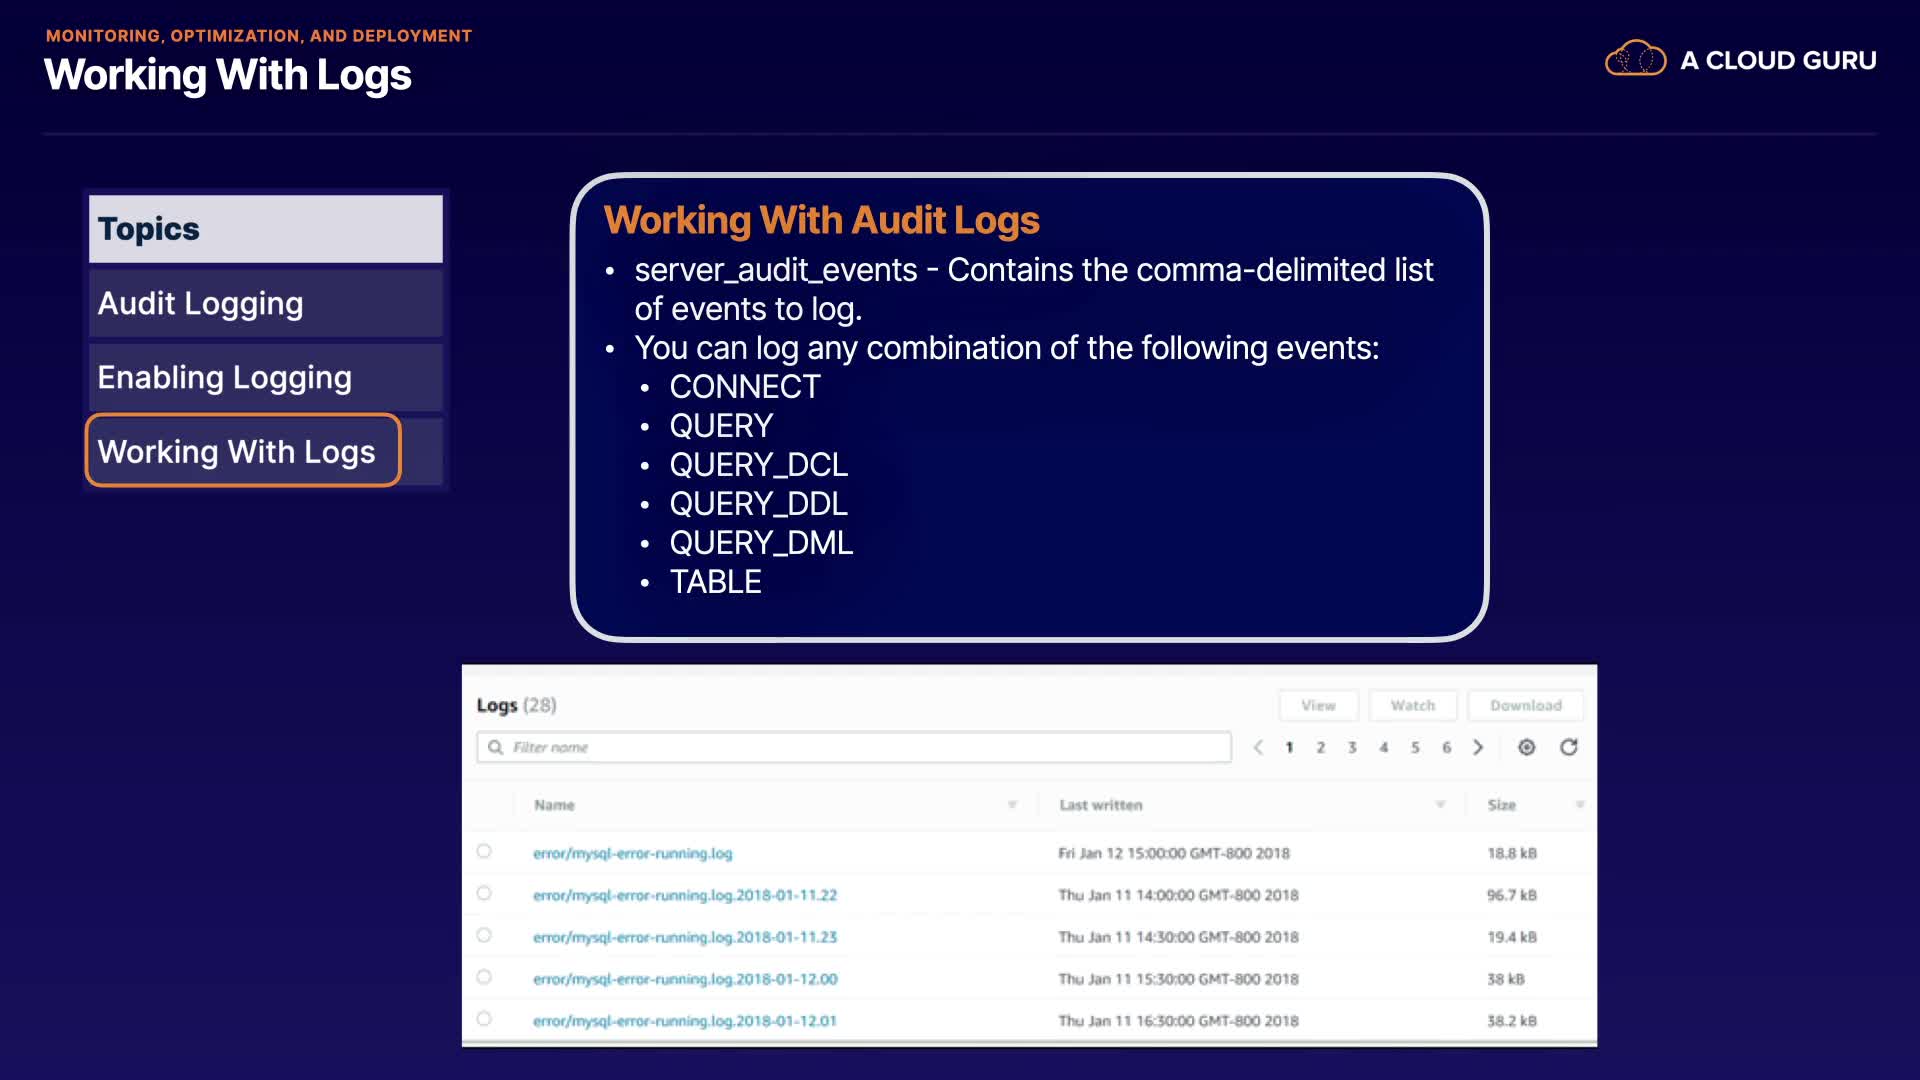 MONITORING, OPTIMIZATION, AND DEPLOYMENT
Working With Logs
A CLOUD GURU
Topics
Audit Logging
Enabling Logging
Working With Logs
Working With Audit Logs
• server_audit_events - Contains the comma-delimited list
of events to log.
• You can log any combination of the following events:
• CONNECT
• QUERY
• QUERY_DCL
• QUERY_DDL
• QUERY_DML
• TABLE
Logs (28)
View Watch Download
Filter name
1 2 3 4 5 6
Name Last written Size
error/mysql-error-running.log Fri Jan 12 15:00:00 GMT-800 2018 18.8 kB
error/mysql-error-running.log.2018-01-11.22 Thu Jan 11 14:00:00 GMT-800 2018 96.7 kB
error/mysql-error-running.log.2018-01-11.23 Thu Jan 11 14:30:00 GMT-800 2018 19.4 kB
error/mysql-error-running.log.2018-01-12.00 Thu Jan 11 15:30:00 GMT-800 2018 38 kB
error/mysql-error-running.log.2018-01-12.01 Thu Jan 11 16:30:00 GMT-800 2018 38.2 kB